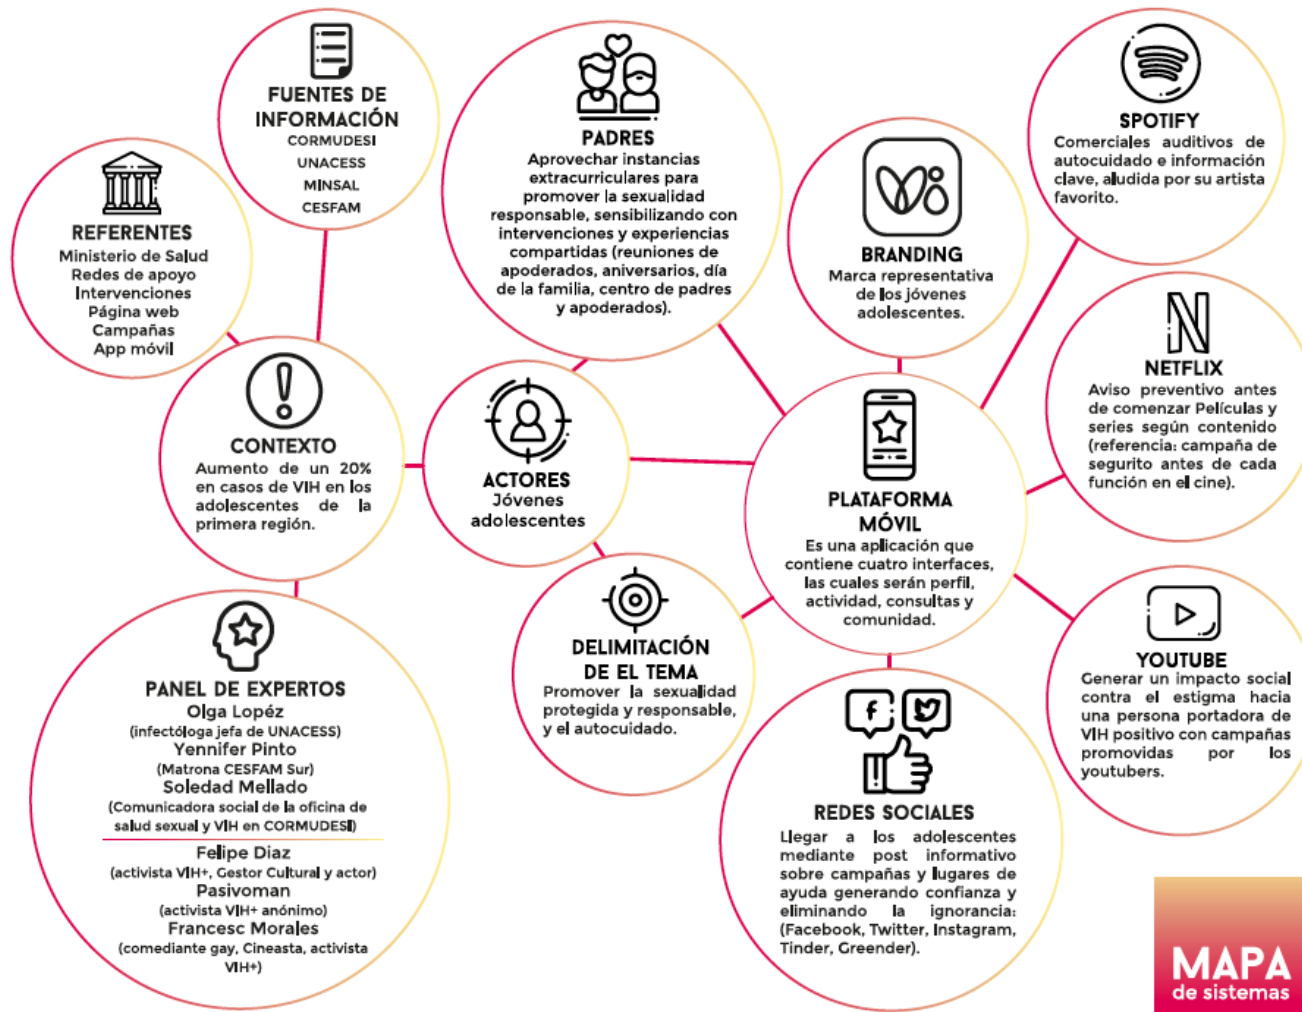 FUENTES DE
INFORMACIÓN
CORMUDESI
UNACESS
MINSAL
CESFAM
REFERENTES
Ministerio de Salud
Redes de apoyo
Intervenciones
Página web
Campañas
App móvil
PADRES
Aprovechar instancias
extracurriculares para
promover la sexualidad
responsable, sensibilizando con
intervenciones y experiencias
compartidas (reuniones de
apoderados, aniversarios, día
de la familia, centro de padres
y apoderados).
BRANDING
Marca representativa
de los jóvenes
adolescentes.
SPOTIFY
Comerciales auditivos de
autocuidado e información
clave, aludida por su artista
favorito.
NETFLIX
Aviso preventivo antes
de comenzar Películas y
series según contenido
(referencia: campaña de
segurito antes de cada
función en el cine).
CONTEXTO
Aumento de un 20%
en casos de VIH en los
adolescentes de la
primera región.
ACTORES
Jóvenes
adolescentes
PLATAFORMA
MÓVIL
Es una aplicación que
contiene cuatro interfaces,
las cuales serán perfil,
actividad, consultas y
comunidad.
DELIMITACIÓN
DE EL TEMA
Promover la sexualidad
protegida y responsable,
y el autocuidado.
YOUTUBE
Generar un impacto social
contra el estigma hacia
una persona portadora de
VIH positivo con campañas
promovidas por los
youtubers.
PANEL DE EXPERTOS
Olga Lopéz
(infectóloga jefa de UNACESS)
Yennifer Pinto
(Matrona CESFAM Sur)
Soledad Mellado
(Comunicadora social de la oficina de
salud sexual y VIH en CORMUDESI)
Felipe Diaz
(activista VIH+, Gestor Cultural y actor)
Pasivoman
(activista VIH+ anónimo)
Francesc Morales
(comediante gay, Cineasta, activista
VIH+)
REDES SOCIALES
Llegar a los adolescentes
mediante post informativo
sobre campañas y lugares de
ayuda generando confianza y
eliminando la ignorancia:
(Facebook, Twitter, Instagram,
Tinder, Greender).
MAPA
de sistemas